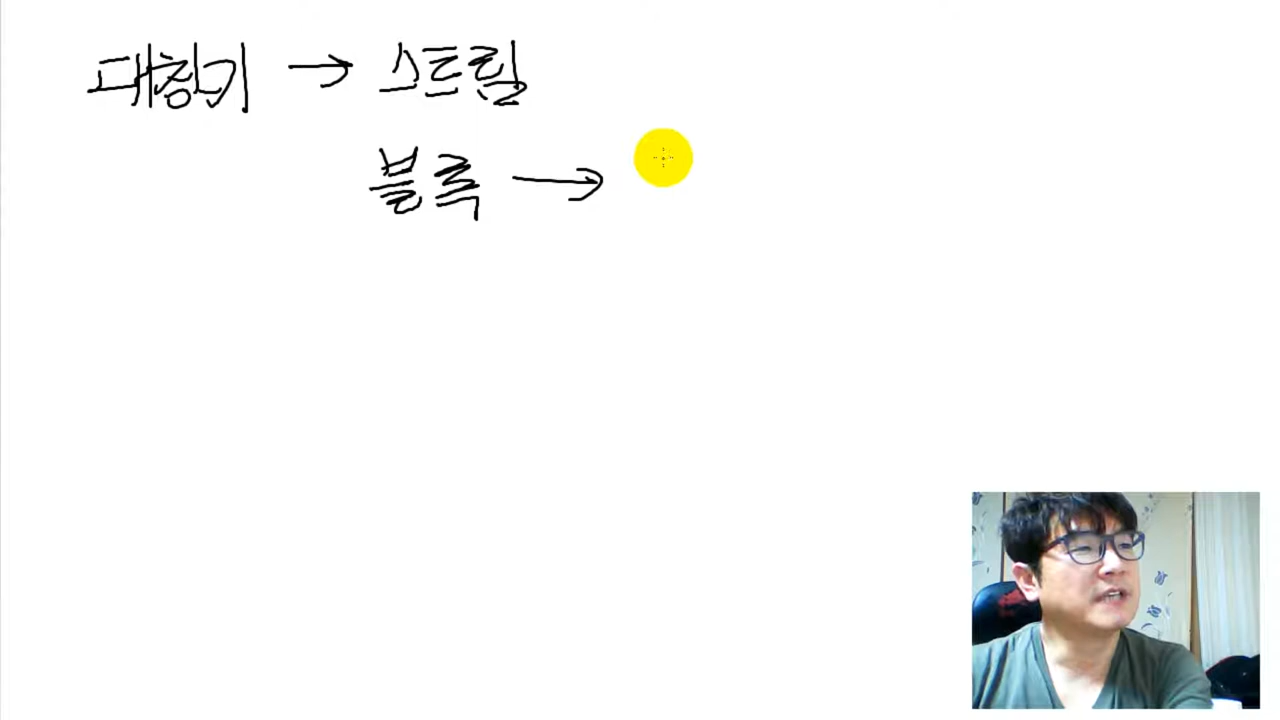 대칭키 → 스트림
블록 →